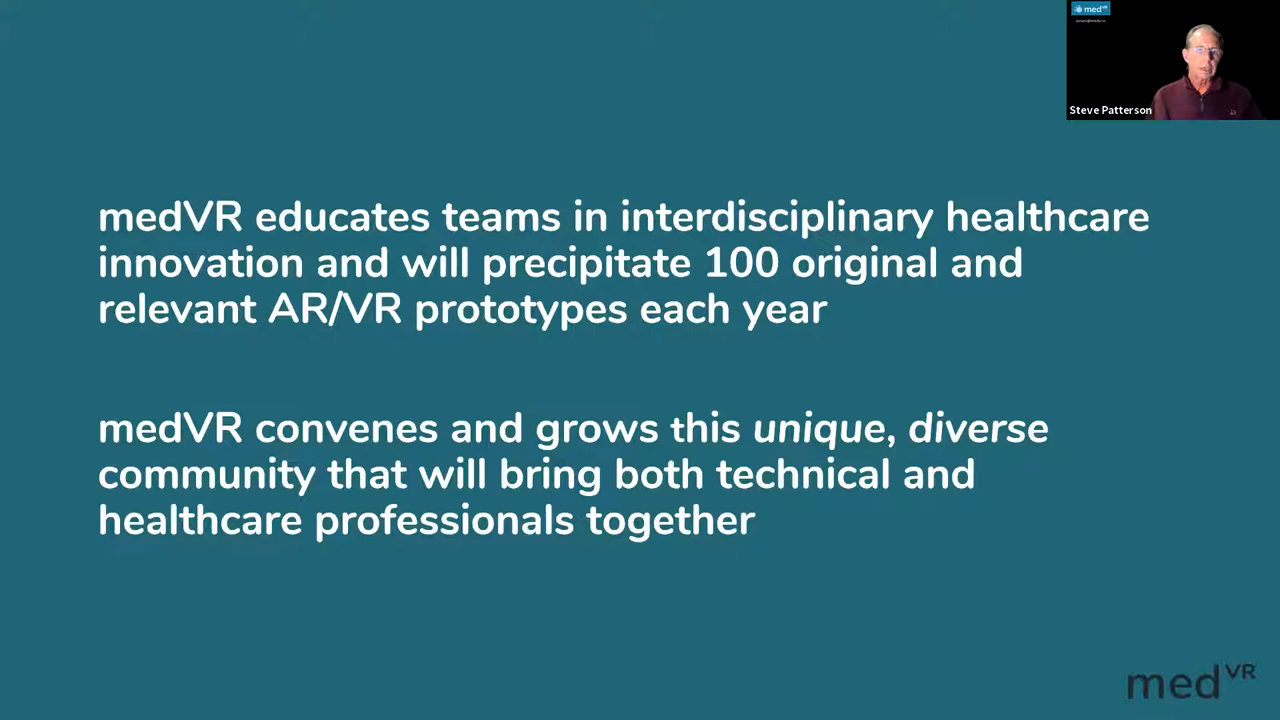 medVR
Steve Patterson
medVR educates teams in interdisciplinary healthcare
innovation and will precipitate 100 original and
relevant AR/VR prototypes each year
medVR convenes and grows this unique, diverse
community that will bring both technical and
healthcare professionals together
medVR